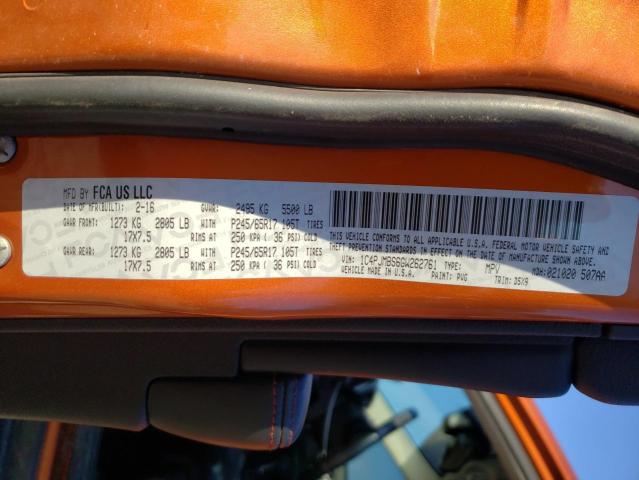 MFD BY FCA US LLC
DATE OF MFR(BUILT): 2-16 GVWR: 2495 KG 5500 LB
GAWR FRONT: 1273 KG 2805 LB WITH P245/65R17 105T TIRES
17X7.5 RIMS AT 250 KPA ( 36 PSI) COLD
GAWR REAR: 1273 KG 2805 LB WITH P245/65R17 105T TIRES
17X7.5 RIMS AT 250 KPA ( 36 PSI) COLD
THIS VEHICLE CONFORMS TO ALL APPLICABLE U.S.A. FEDERAL MOTOR VEHICLE SAFETY AND
THEFT PREVENTION STANDARDS IN EFFECT ON THE DATE OF MANUFACTURE SHOWN ABOVE.
VIN: 1C4PJMBS6GW262761 TYPE: MPV MDH: 021020 507AA
VEHICLE MADE IN U.S.A. PAINT: PVG TRIM: D5X9